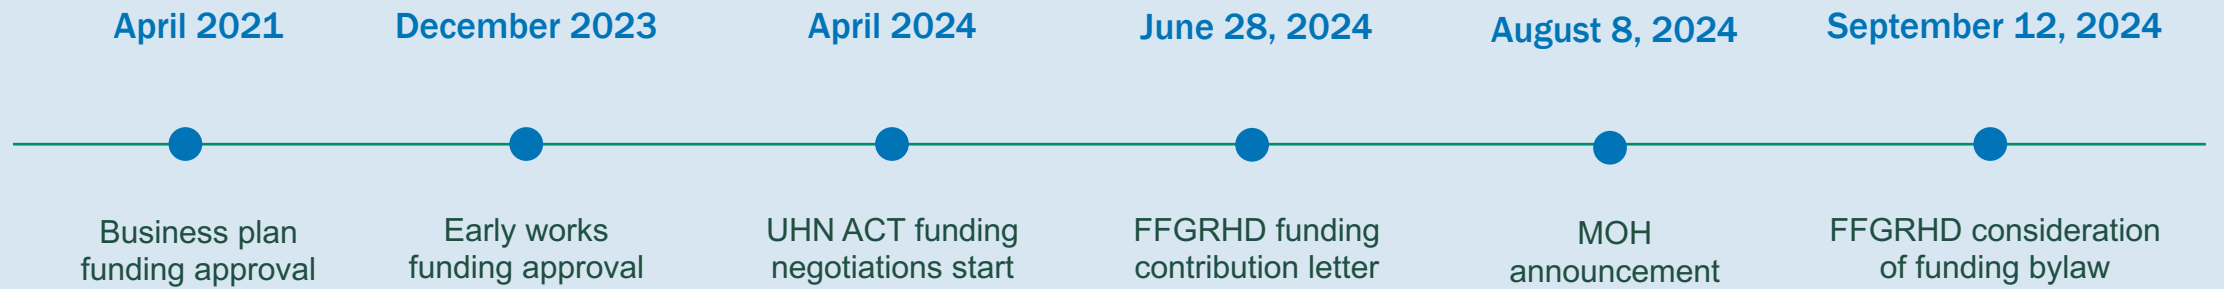 April 2021
December 2023
April 2024
June 28, 2024
August 8, 2024
September 12, 2024
Business plan
funding approval
Early works
funding approval
UHN ACT funding
negotiations start
FFGRHD funding
contribution letter
MOH
announcement
FFGRHD consideration
of funding bylaw